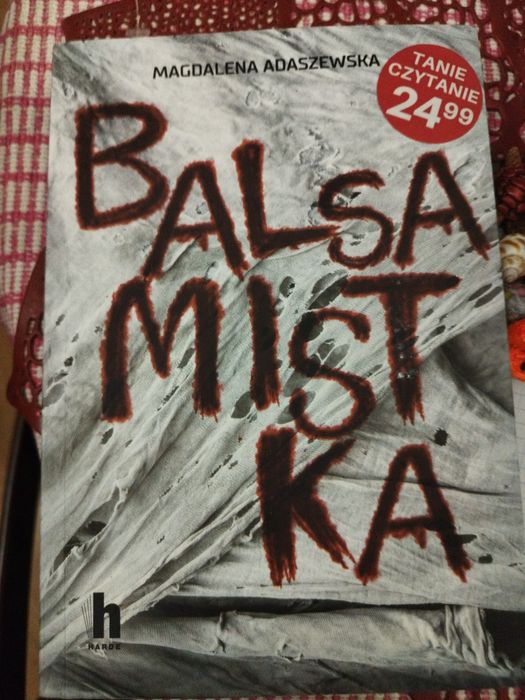 MAGDALENA ADASZEWSKA
TANIE
CZYTANIE
24.99
BALSA
MIST
KA
h
HARDE